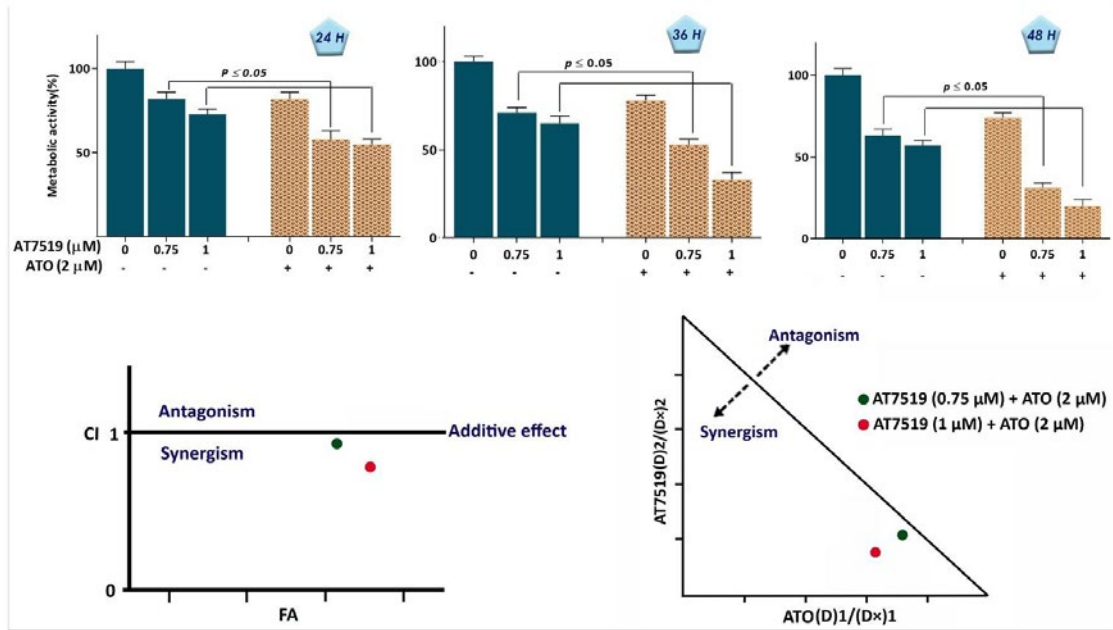 24 H
Metabolic activity(%)
100
50
P ≤ 0.05
AT7519 (μM) 0 0.75 1 0 0.75 1
ATO (2 μM) - - - + + +
36 H
100
50
0
p ≤ 0.05
0 0.75 1 0 0.75 1
- - - + + +
48 H
100
50
0
p ≤ 0.05
0 0.75 1 0 0.75 1
- - - + + +
Antagonism
CI 1
Additive effect
Synergism
0
FA
Antagonism
Synergism
AT7519(D)2/(D×)2
ATO(D)1/(D×)1
AT7519 (0.75 μM) + ATO (2 μM)
AT7519 (1 μM) + ATO (2 μM)